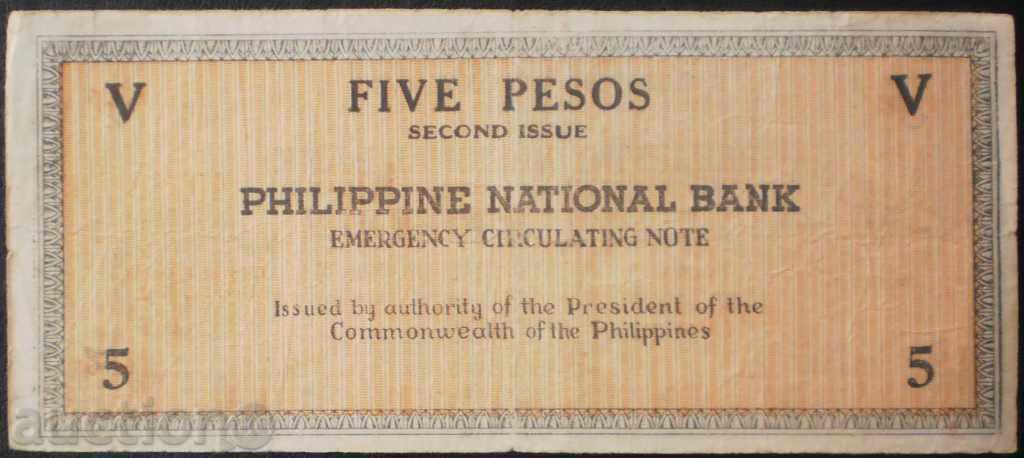 V FIVE PESOS V
SECOND ISSUE
PHILIPPINE NATIONAL BANK
EMERGENCY CIRCULATING NOTE
Issued by authority of the President of the
Commonwealth of the Philippines
5 5
auction